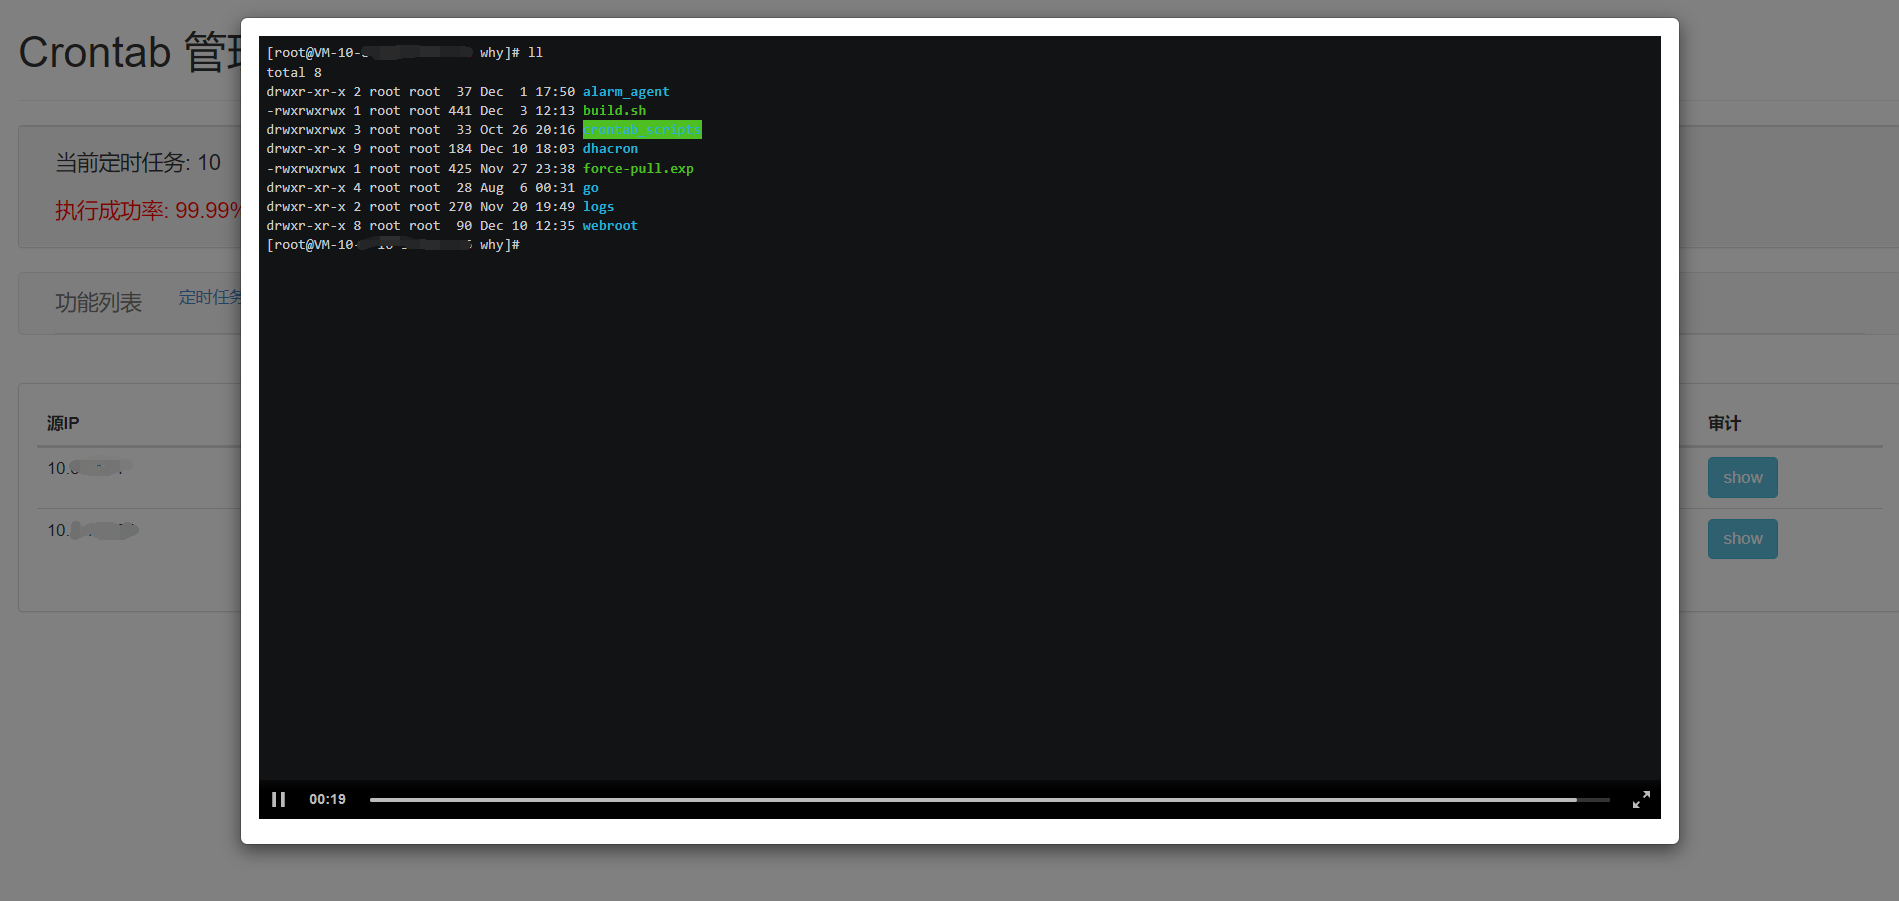 Crontab 管理
当前定时任务: 10
执行成功率: 99.99%
功能列表 定时任务
源IP 审计
10. show
10. show
[root@VM-10- why]# ll
total 8
drwxr-xr-x 2 root root 37 Dec 1 17:50 alarm_agent
-rwxrwxrwx 1 root root 441 Dec 3 12:13 build.sh
drwxrwxrwx 3 root root 33 Oct 26 20:16 crontab_scripts
drwxr-xr-x 9 root root 184 Dec 10 18:03 dhacron
-rwxrwxrwx 1 root root 425 Nov 27 23:38 force-pull.exp
drwxr-xr-x 4 root root 28 Aug 6 00:31 go
drwxr-xr-x 2 root root 270 Nov 20 19:49 logs
drwxr-xr-x 8 root root 90 Dec 10 12:35 webroot
[root@VM-10- why]#
00:19